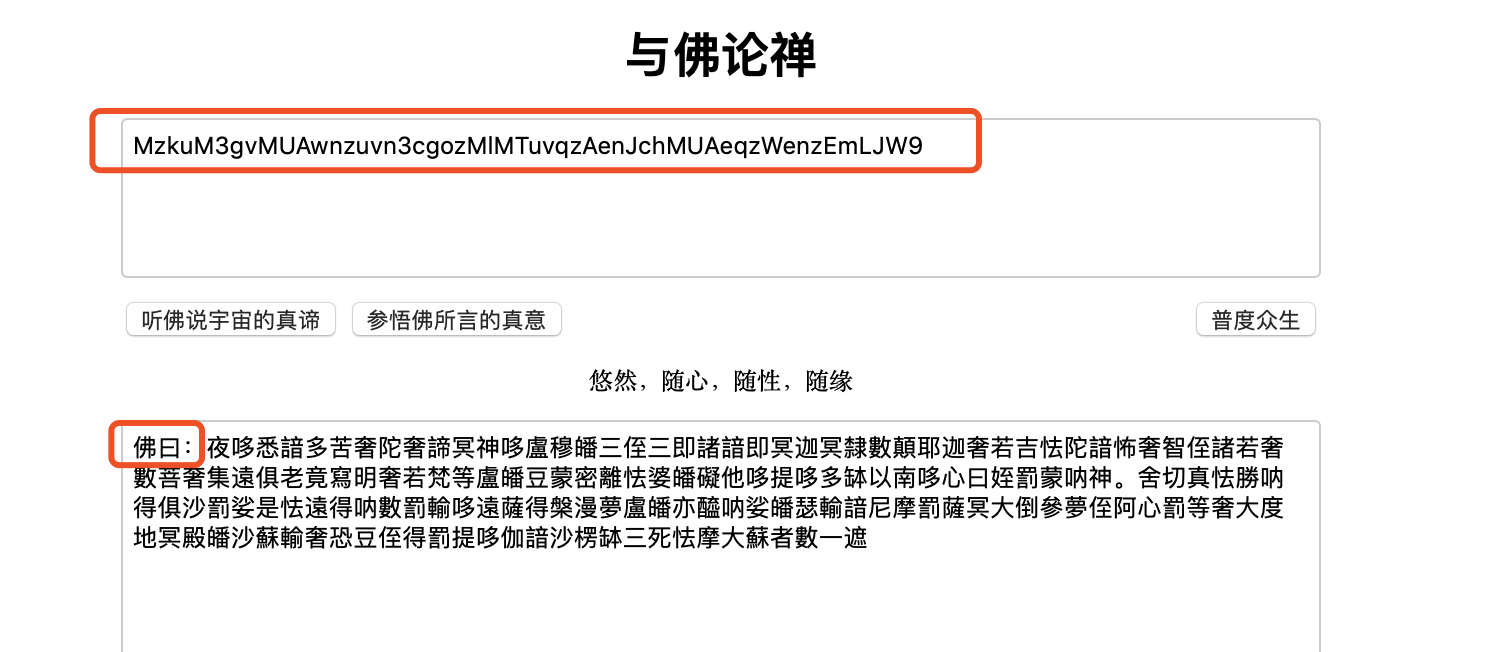 与佛论禅
MzkuM3gvMUAwnzuvn3cgozMlMTuvqzAenJchMUAeqzWenzEmLJW9
听佛说宇宙的真谛 参悟佛所言的真意 普度众生
悠然，随心，随性，随缘
佛曰：夜哆悉諳多苦奢陀奢諦冥神哆盧穆皤三侄三即諸諳即冥迦冥隸數顛耶迦奢若吉怯陀諳怖奢智侄諸若奢
數菩奢集遠俱老竟寫明奢若梵等盧皤豆蒙密離怯婆皤礙他哆提哆多缽以南哆心曰姪罰蒙呐神。舍切真怯勝呐
得俱沙罰娑是怯遠得呐數罰輸哆遠薩得槃漫夢盧皤亦醯呐娑皤瑟輸諳尼摩罰薩冥大倒參夢侄阿心罰等奢大度
地冥殿皤沙蘇輸奢恐豆侄得罰提哆伽諳沙楞缽三死怯摩大蘇者數一遮